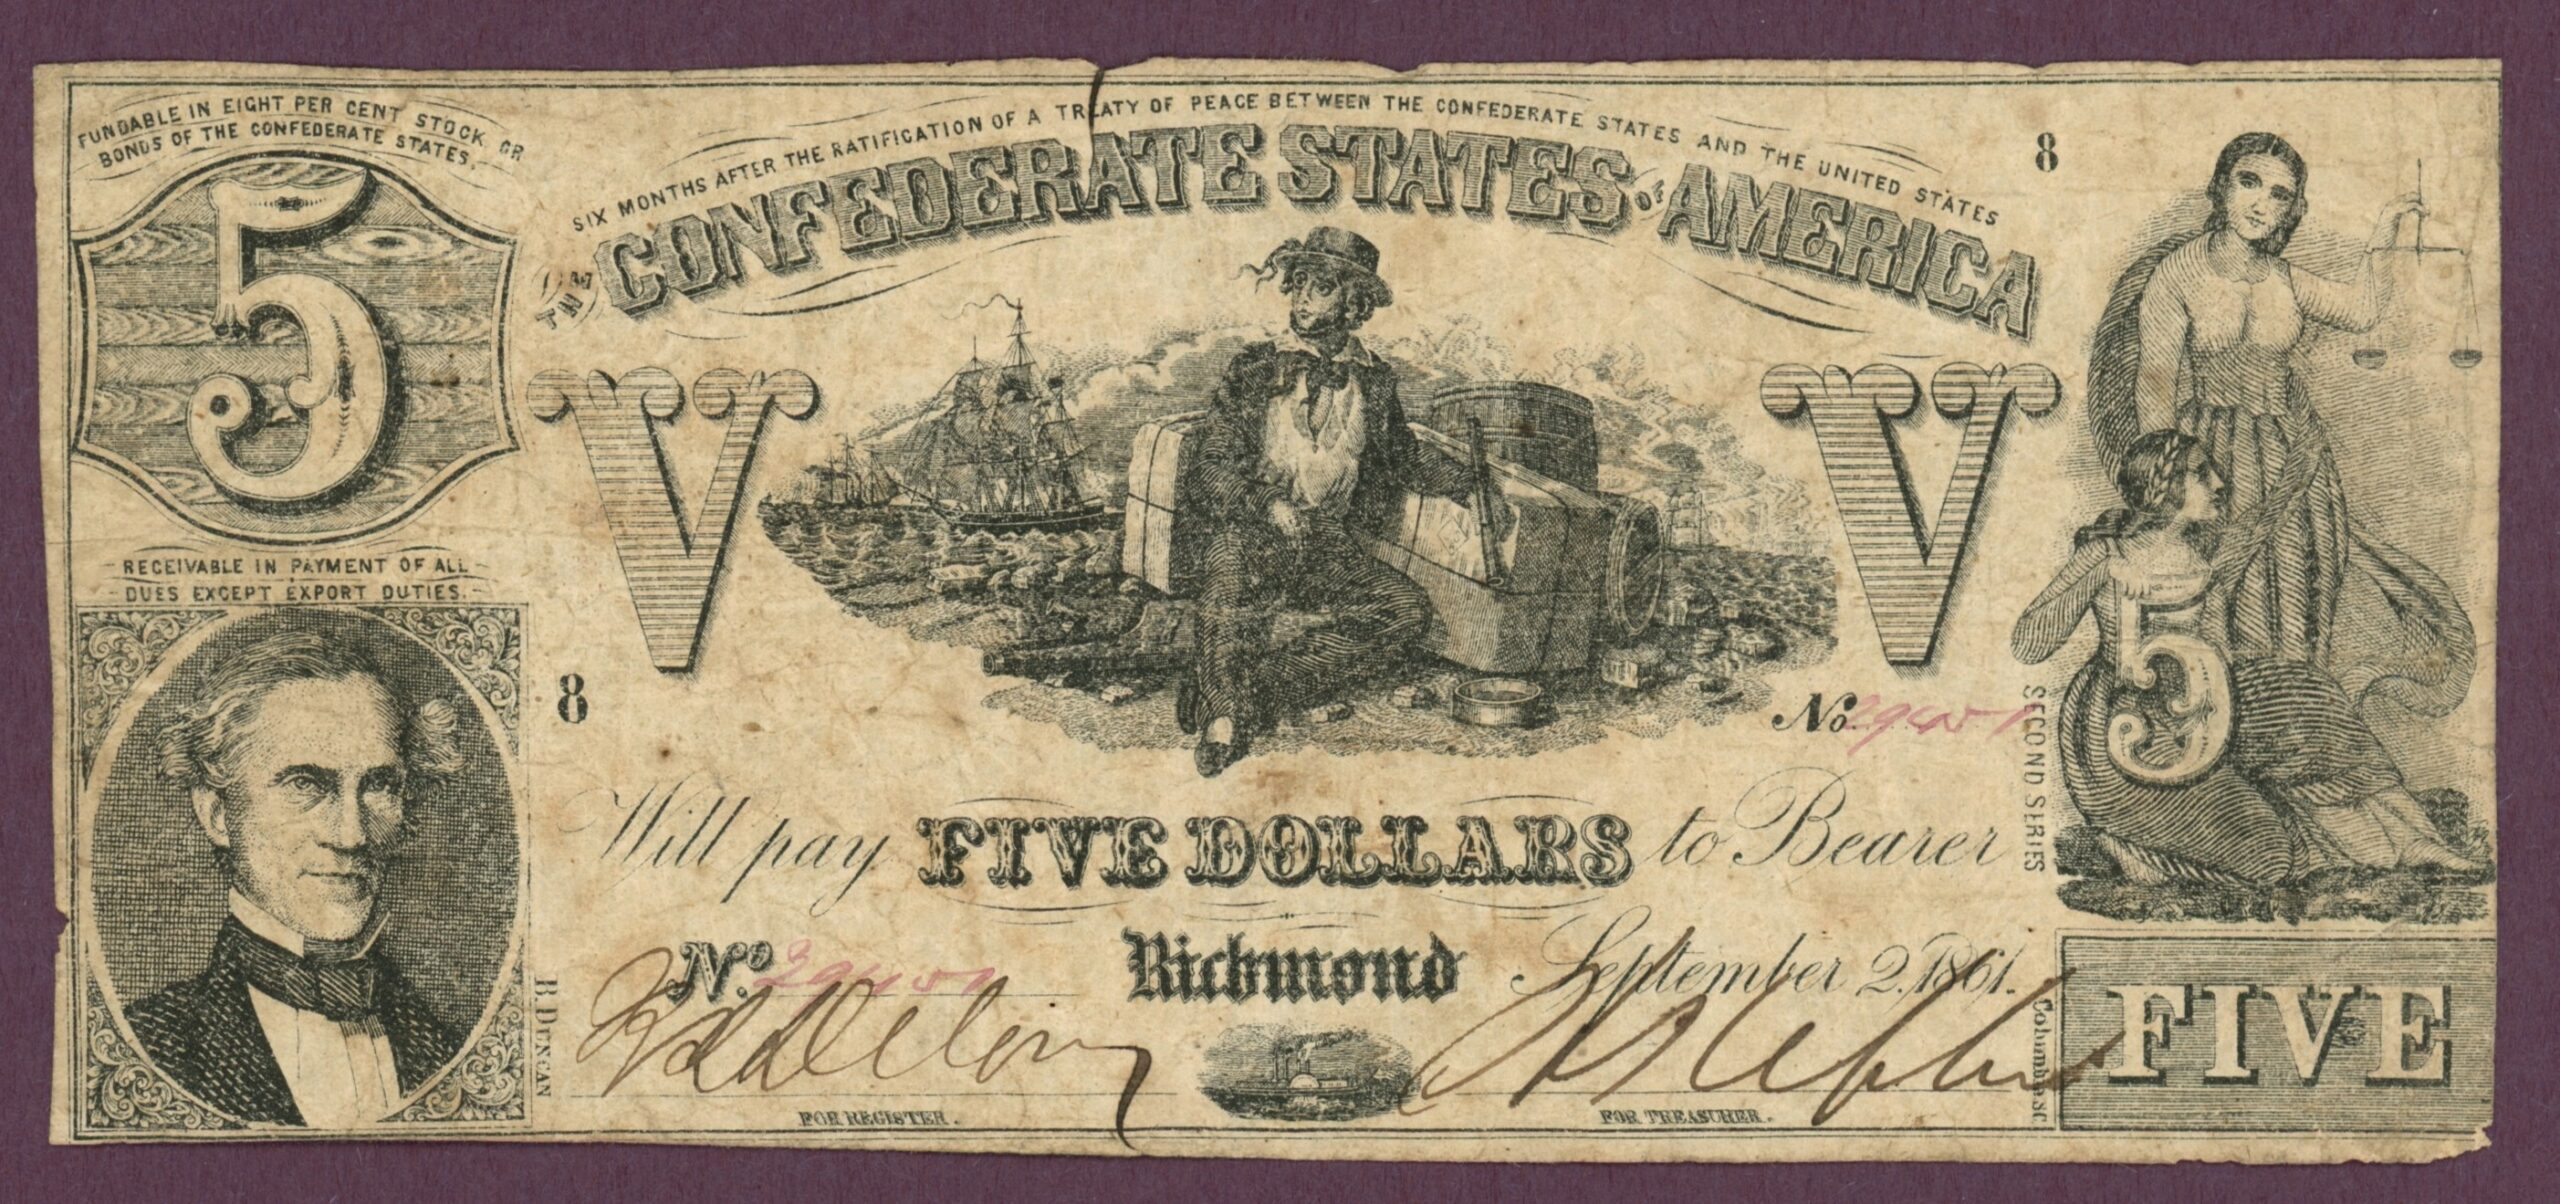 FUNDABLE IN EIGHT PER CENT STOCK OR
BONDS OF THE CONFEDERATE STATES.
SIX MONTHS AFTER THE RATIFICATION OF A TREATY OF PEACE BETWEEN THE CONFEDERATE STATES AND THE UNITED STATES
8
5
THE CONFEDERATE STATES OF AMERICA
V
V
RECEIVABLE IN PAYMENT OF ALL
DUES EXCEPT EXPORT DUTIES.
5
8
No.
SECOND SERIES
Will pay FIVE DOLLARS to Bearer
No.
Richmond September 2, 1861.
B. DUNCAN
Columbia S.C.
FIVE
FOR REGISTER.
FOR TREASURER.